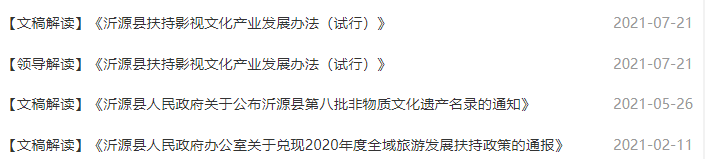 【文稿解读】《沂源县扶持影视文化产业发展办法（试行）》 2021-07-21
【领导解读】《沂源县扶持影视文化产业发展办法（试行）》 2021-07-21
【文稿解读】《沂源县人民政府关于公布沂源县第八批非物质文化遗产名录的通知》 2021-05-26
【文稿解读】《沂源县人民政府办公室关于兑现2020年度全域旅游发展扶持政策的通报》 2021-02-11